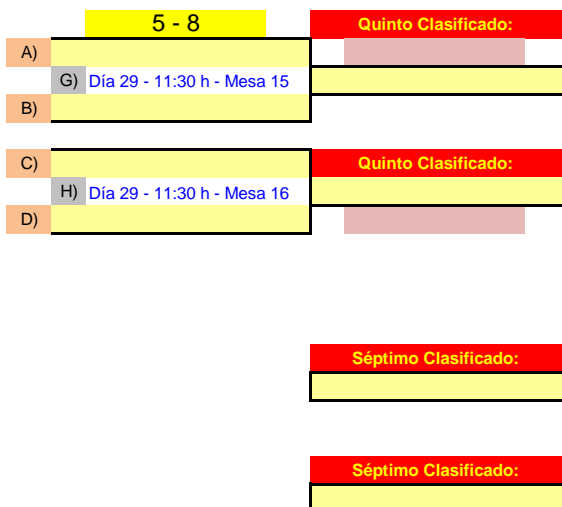 5 - 8 Quinto Clasificado:
A)
G) Día 29 - 11:30 h - Mesa 15
B)
C) Quinto Clasificado:
H) Día 29 - 11:30 h - Mesa 16
D)
Séptimo Clasificado:
Séptimo Clasificado: